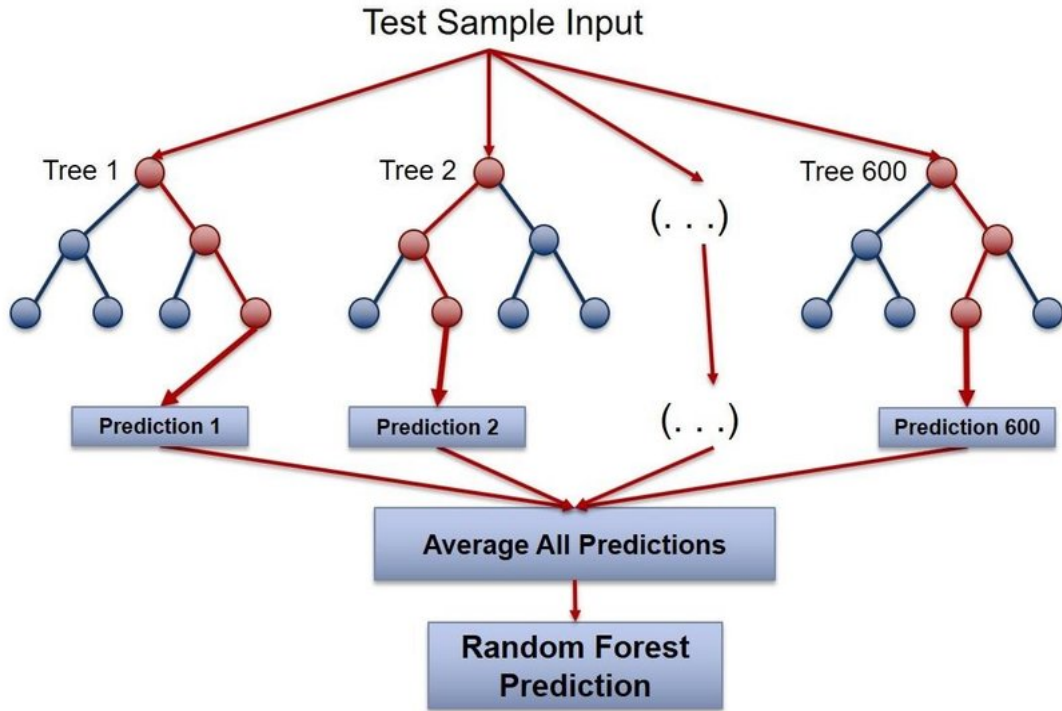 Test Sample Input
Tree 1
Tree 2
Tree 600
(. . .)
(. . .)
Prediction 1
Prediction 2
Prediction 600
Average All Predictions
Random Forest
Prediction